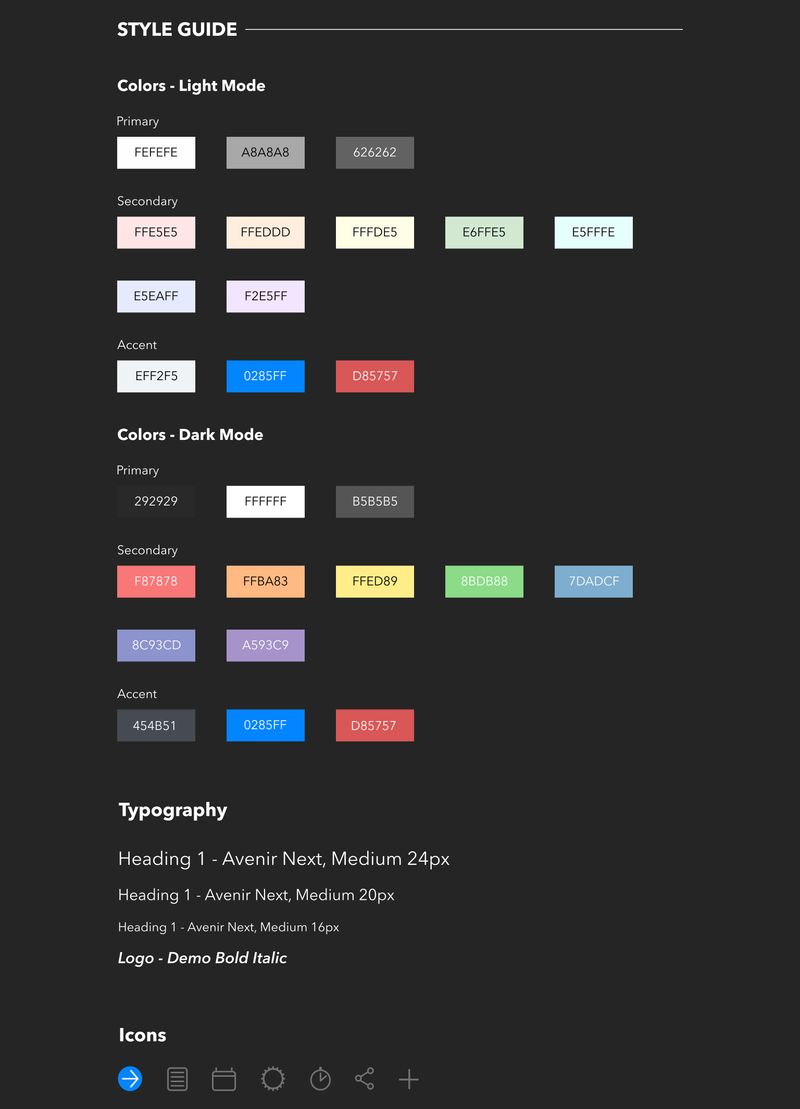 STYLE GUIDE
Colors - Light Mode
Primary
FEFEFE A8A8A8 626262
Secondary
FFE5E5 FFEDDD FFFDE5 E6FFE5 E5FFFE
E5EAFF F2E5FF
Accent
EFF2F5 0285FF D85757
Colors - Dark Mode
Primary
292929 FFFFFF B5B5B5
Secondary
F87878 FFBA83 FFED89 8BDB88 7DADCF
8C93CD A593C9
Accent
454B51 0285FF D85757
Typography
Heading 1 - Avenir Next, Medium 24px
Heading 1 - Avenir Next, Medium 20px
Heading 1 - Avenir Next, Medium 16px
Logo - Demo Bold Italic
Icons